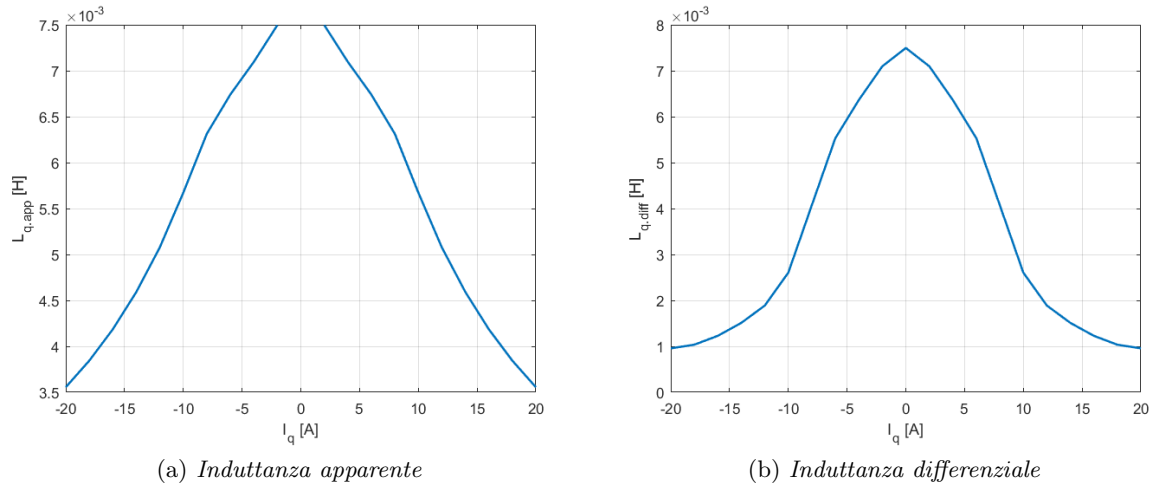 ×10⁻³
7.5
7
6.5
6
5.5
5
4.5
4
3.5
L_q.app [H]
-20 -15 -10 -5 0 5 10 15 20
I_q [A]
(a) Induttanza apparente
×10⁻³
8
7
6
5
4
3
2
1
0
L_q.diff [H]
-20 -15 -10 -5 0 5 10 15 20
I_q [A]
(b) Induttanza differenziale